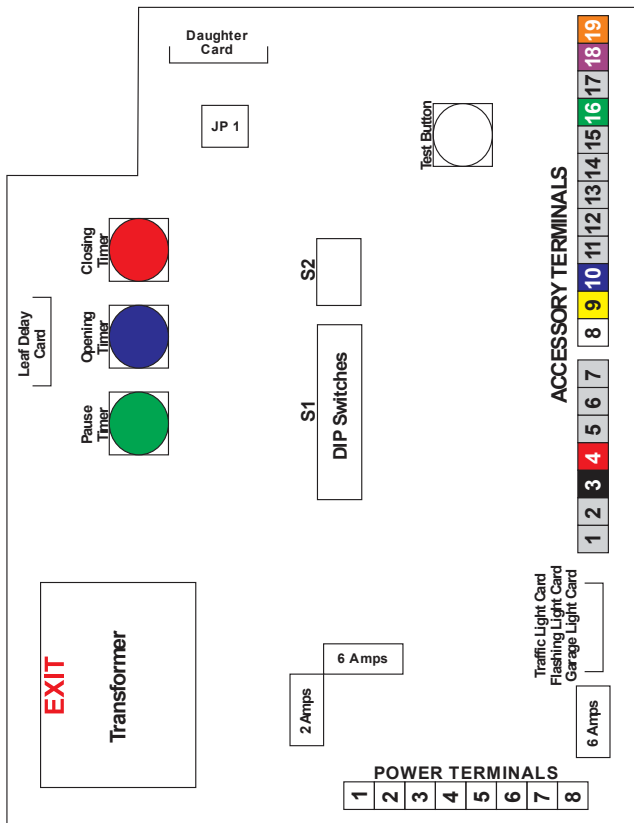 Daughter
Card
JP 1
Test Button
Closing
Timer
Opening
Timer
Pause
Timer
Leaf Delay
Card
S2
S1
DIP Switches
ACCESSORY TERMINALS
19
18
17
16
15
14
13
12
11
10
9
8
7
6
5
4
3
2
1
EXIT
Transformer
6 Amps
2 Amps
Traffic Light Card
Flashing Light Card
Garage Light Card
6 Amps
POWER TERMINALS
1
2
3
4
5
6
7
8